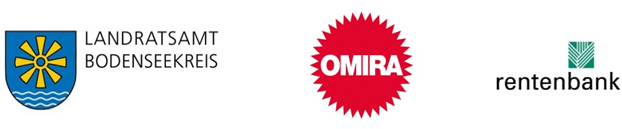 LANDRATSAMT
BODENSEEKREIS
OMIRA
rentenbank